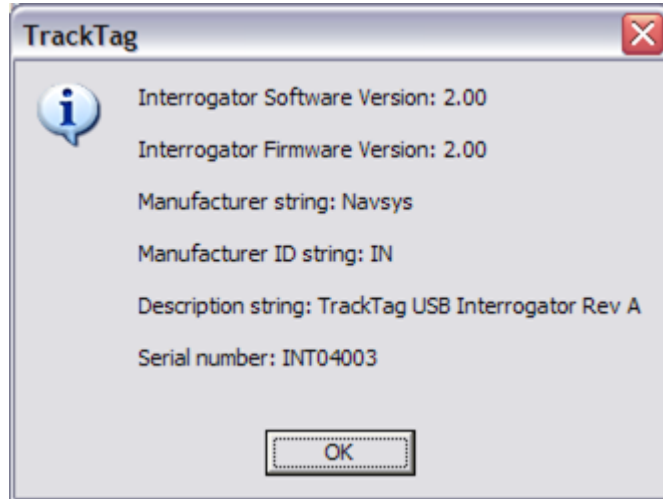 TrackTag
Interrogator Software Version: 2.00
Interrogator Firmware Version: 2.00
Manufacturer string: Navsys
Manufacturer ID string: IN
Description string: TrackTag USB Interrogator Rev A
Serial number: INT04003
OK